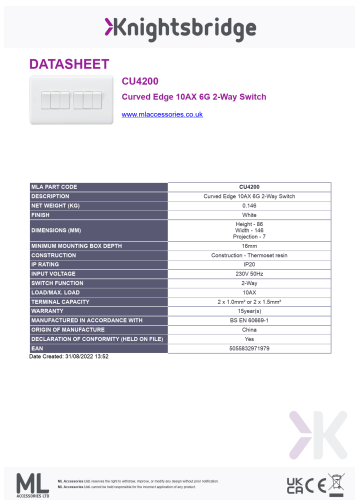 Knightsbridge
DATASHEET
CU4200
Curved Edge 10AX 6G 2-Way Switch
www.mlaccessories.co.uk
MLA PART CODE CU4200
DESCRIPTION Curved Edge 10AX 6G 2-Way Switch
NET WEIGHT (KG) 0.146
FINISH White
DIMENSIONS (MM) Height - 86
Width - 146
Projection - 7
MINIMUM MOUNTING BOX DEPTH 16mm
CONSTRUCTION Construction - Thermoset resin
IP RATING IP20
INPUT VOLTAGE 230V 50Hz
SWITCH FUNCTION 2-Way
LOAD/MAX. LOAD 10AX
TERMINAL CAPACITY 2 x 1.0mm² or 2 x 1.5mm²
WARRANTY 15year(s)
MANUFACTURED IN ACCORDANCE WITH BS EN 60669-1
ORIGIN OF MANUFACTURE China
DECLARATION OF CONFORMITY (HELD ON FILE) Yes
EAN 5055832971979
Date Created: 31/08/2022 13:52
ML
ACCESSORIES LTD
ML Accessories Ltd. reserves the right to withdraw, improve, or modify any design without prior notification.
ML Accessories Ltd. cannot be held responsible for the incorrect application of any product.
UK
CA
CE